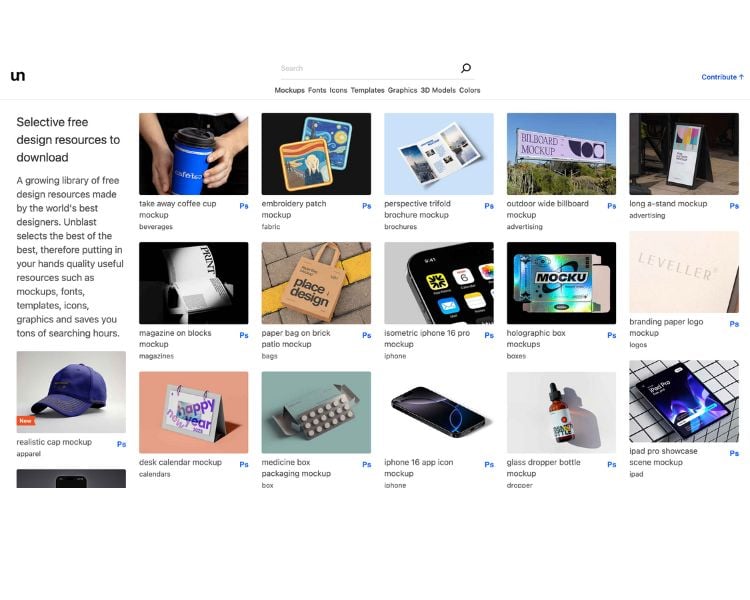 un
Search
Mockups Fonts Icons Templates Graphics 3D Models Colors
Contribute ↑
Selective free
design resources to
download
A growing library of free
design resources made
by the world's best
designers. Unblast
selects the best of the
best, therefore putting in
your hands quality useful
resources such as
mockups, fonts,
templates, icons,
graphics and saves you
tons of searching hours.
New
realistic cap mockup
Ps
apparel
take away coffee cup
mockup
Ps
beverages
PRINT
magazine on blocks
mockup
Ps
magazines
happy
new
year
2025
desk calendar mockup
Ps
calendars
embroidery patch
mockup
Ps
fabric
place
design
paper bag on brick
patio mockup
Ps
bags
medicine box
packaging mockup
Ps
box
perspective trifold
brochure mockup
Ps
brochures
9:41
6
isometric iphone 16 pro
mockup
Ps
iphone
iphone 16 app icon
mockup
Ps
iphone
BILLBOARD
MOCKUP
outdoor wide billboard
mockup
Ps
advertising
MOCKU
holographic box
mockups
Ps
boxes
glass dropper bottle
mockup
Ps
dropper
long a-stand mockup
Ps
advertising
LEVELLER
branding paper logo
mockup
Ps
logos
iPad Pro
ipad pro showcase
scene mockup
Ps
ipad